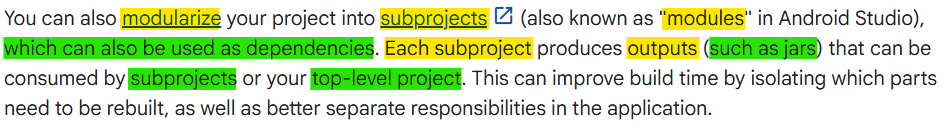 You can also modularize your project into subprojects (also known as "modules" in Android Studio),
which can also be used as dependencies. Each subproject produces outputs (such as jars) that can be
consumed by subprojects or your top-level project. This can improve build time by isolating which parts
need to be rebuilt, as well as better separate responsibilities in the application.